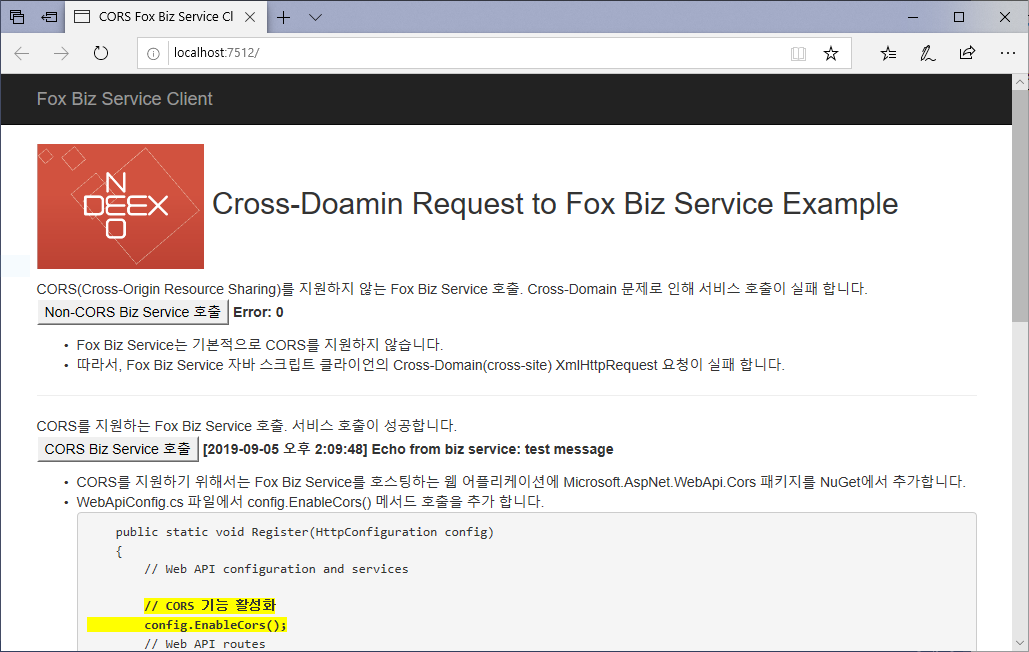 CORS Fox Biz Service Cl
localhost:7512/
Fox Biz Service Client
N
DEEX
O
Cross-Doamin Request to Fox Biz Service Example
CORS(Cross-Origin Resource Sharing)를 지원하지 않는 Fox Biz Service 호출. Cross-Domain 문제로 인해 서비스 호출이 실패 합니다.
Non-CORS Biz Service 호출 Error: 0
• Fox Biz Service는 기본적으로 CORS를 지원하지 않습니다.
• 따라서, Fox Biz Service 자바 스크립트 클라이언의 Cross-Domain(cross-site) XmlHttpRequest 요청이 실패 합니다.
CORS를 지원하는 Fox Biz Service 호출. 서비스 호출이 성공합니다.
CORS Biz Service 호출 [2019-09-05 오후 2:09:48] Echo from biz service: test message
• CORS를 지원하기 위해서는 Fox Biz Service를 호스팅하는 웹 어플리케이션에 Microsoft.AspNet.WebApi.Cors 패키지를 NuGet에서 추가합니다.
• WebApiConfig.cs 파일에서 config.EnableCors() 메서드 호출을 추가 합니다.
public static void Register(HttpConfiguration config)
{
// Web API configuration and services
// CORS 기능 활성화
config.EnableCors();
// Web API routes